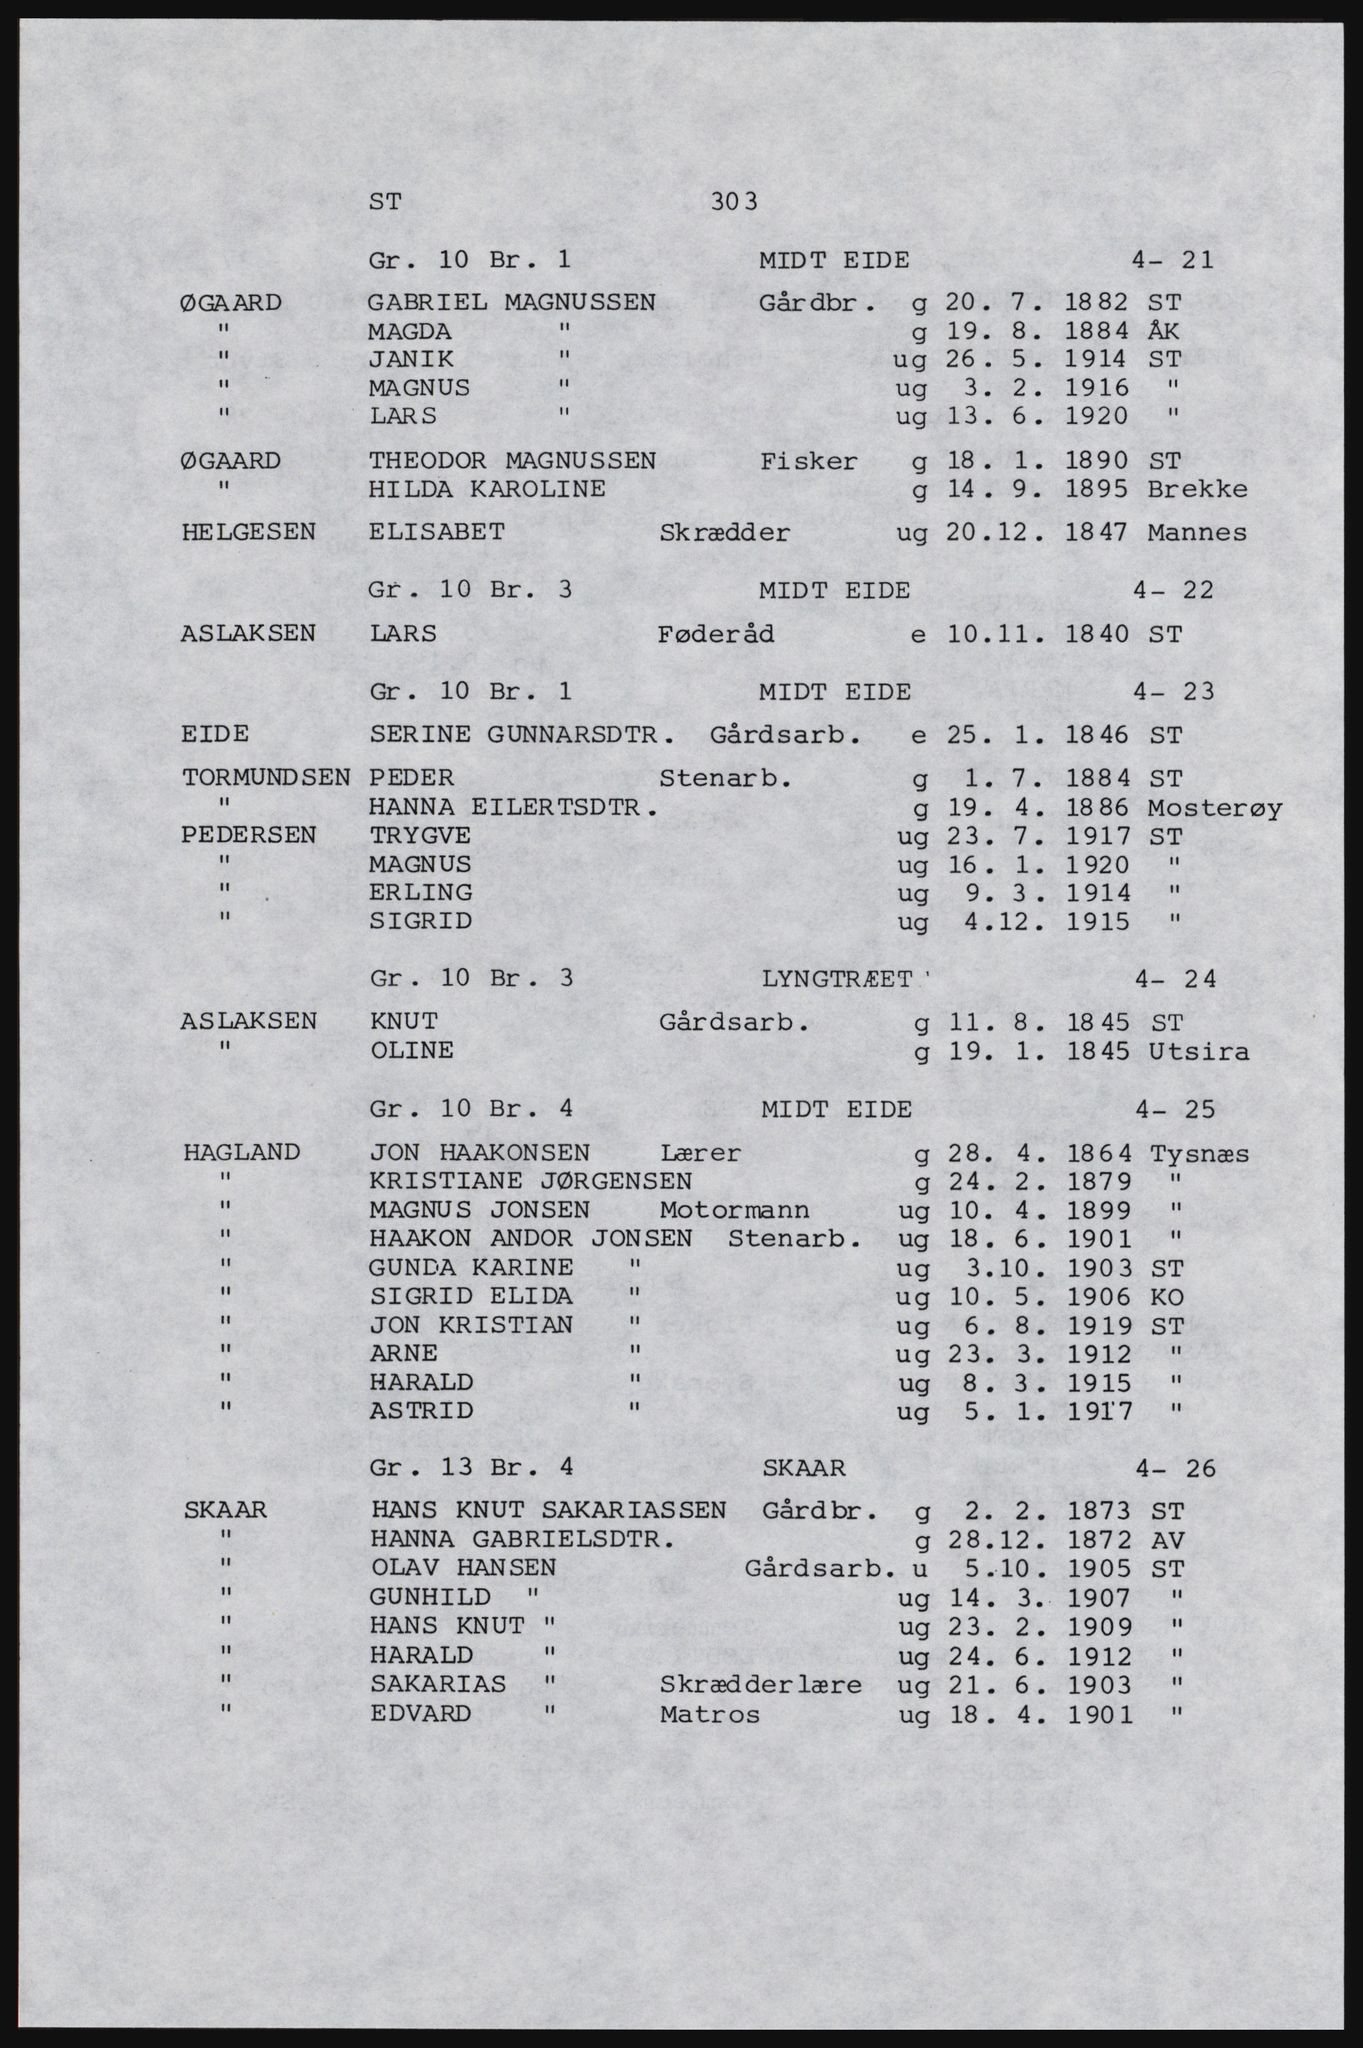 ST 303
Gr. 10 Br. 1 MIDT EIDE 4- 21
ØGAARD GABRIEL MAGNUSSEN Gårdbr. g 20. 7. 1882 ST
" MAGDA " g 19. 8. 1884 ÅK
" JANIK " ug 26. 5. 1914 ST
" MAGNUS " ug 3. 2. 1916 "
" LARS " ug 13. 6. 1920 "
ØGAARD THEODOR MAGNUSSEN Fisker g 18. 1. 1890 ST
" HILDA KAROLINE g 14. 9. 1895 Brekke
HELGESEN ELISABET Skrædder ug 20.12. 1847 Mannes
Gr. 10 Br. 3 MIDT EIDE 4- 22
ASLAKSEN LARS Føderåd e 10.11. 1840 ST
Gr. 10 Br. 1 MIDT EIDE 4- 23
EIDE SERINE GUNNARSDTR. Gårdsarb. e 25. 1. 1846 ST
TORMUNDSEN PEDER Stenarb. g 1. 7. 1884 ST
" HANNA EILERTSDTR. g 19. 4. 1886 Mosterøy
PEDERSEN TRYGVE ug 23. 7. 1917 ST
" MAGNUS ug 16. 1. 1920 "
" ERLING ug 9. 3. 1914 "
" SIGRID ug 4.12. 1915 "
Gr. 10 Br. 3 LYNGTRÆET 4- 24
ASLAKSEN KNUT Gårdsarb. g 11. 8. 1845 ST
" OLINE g 19. 1. 1845 Utsira
Gr. 10 Br. 4 MIDT EIDE 4- 25
HAGLAND JON HAAKONSEN Lærer g 28. 4. 1864 Tysnæs
" KRISTIANE JØRGENSEN g 24. 2. 1879 "
" MAGNUS JONSEN Motormann ug 10. 4. 1899 "
" HAAKON ANDOR JONSEN Stenarb. ug 18. 6. 1901 "
" GUNDA KARINE " ug 3.10. 1903 ST
" SIGRID ELIDA " ug 10. 5. 1906 KO
" JON KRISTIAN " ug 6. 8. 1919 ST
" ARNE " ug 23. 3. 1912 "
" HARALD " ug 8. 3. 1915 "
" ASTRID " ug 5. 1. 1917 "
Gr. 13 Br. 4 SKAAR 4- 26
SKAAR HANS KNUT SAKARIASSEN Gårdbr. g 2. 2. 1873 ST
" HANNA GABRIELSDTR. g 28.12. 1872 AV
" OLAV HANSEN Gårdsarb. u 5.10. 1905 ST
" GUNHILD " ug 14. 3. 1907 "
" HANS KNUT " ug 23. 2. 1909 "
" HARALD " ug 24. 6. 1912 "
" SAKARIAS " Skrædderlære ug 21. 6. 1903 "
" EDVARD " Matros ug 18. 4. 1901 "